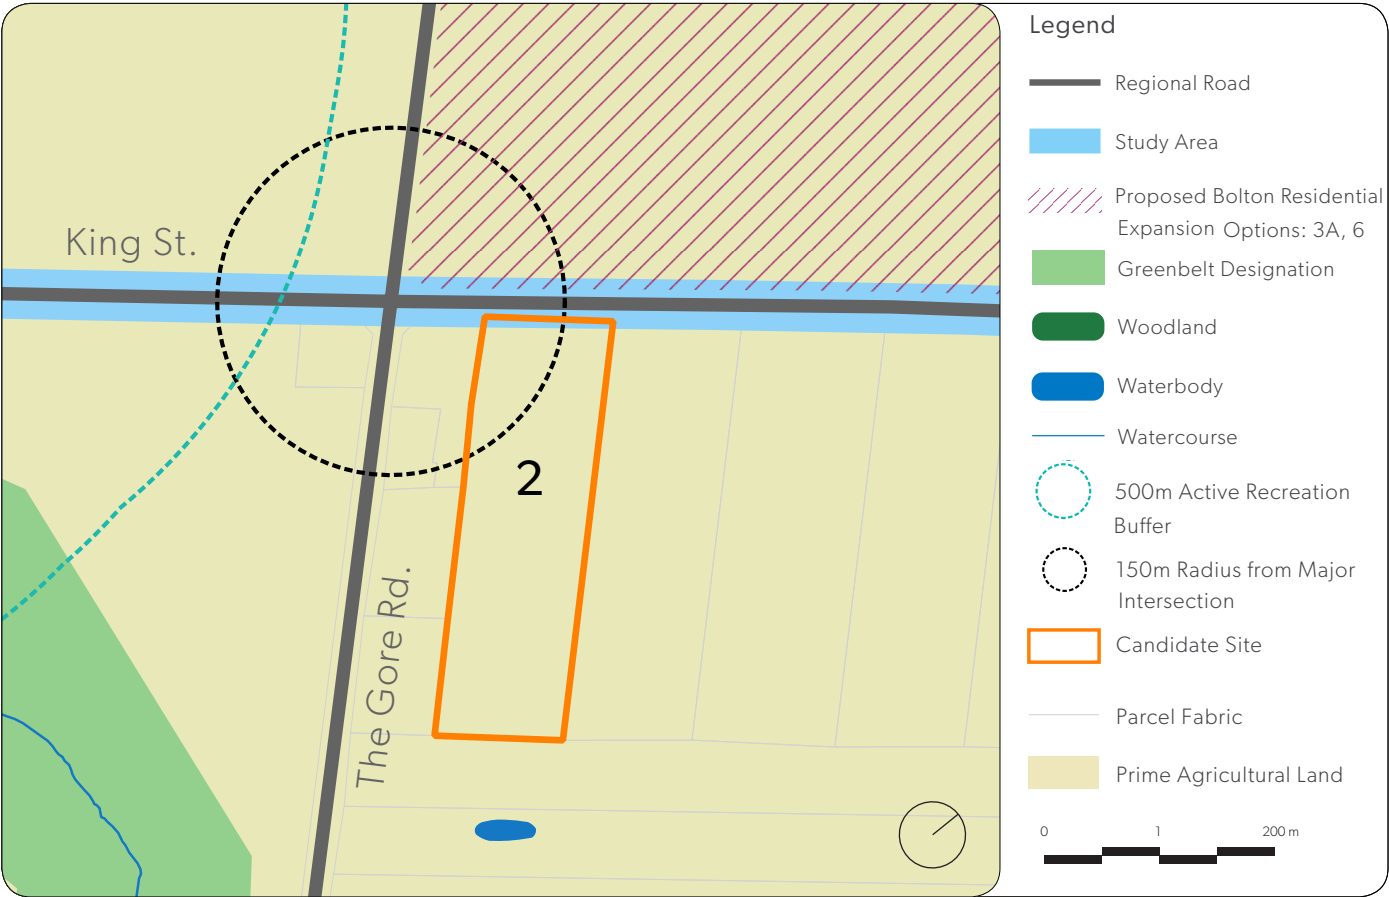 King St.
2
The Gore Rd.
Legend
Regional Road
Study Area
Proposed Bolton Residential
Expansion Options: 3A, 6
Greenbelt Designation
Woodland
Waterbody
Watercourse
500m Active Recreation
Buffer
150m Radius from Major
Intersection
Candidate Site
Parcel Fabric
Prime Agricultural Land
0 1 200 m